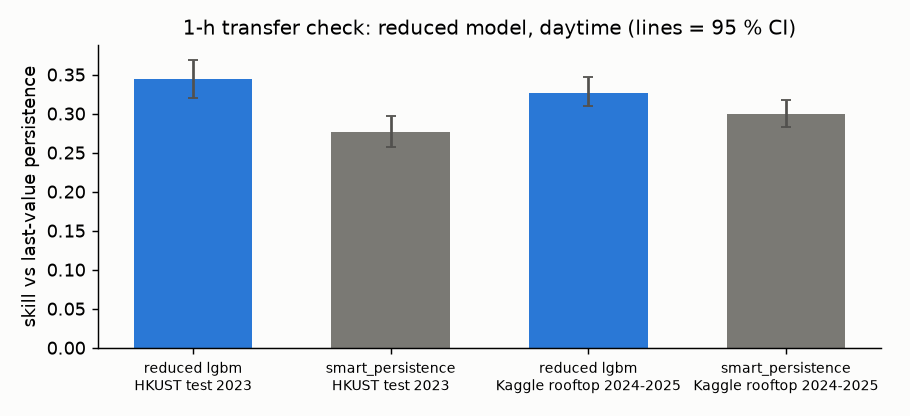 1-h transfer check: reduced model, daytime (lines = 95 % CI)
skill vs last-value persistence
0.35
0.30
0.25
0.20
0.15
0.10
0.05
0.00
reduced lgbm
HKUST test 2023
smart_persistence
HKUST test 2023
reduced lgbm
Kaggle rooftop 2024-2025
smart_persistence
Kaggle rooftop 2024-2025